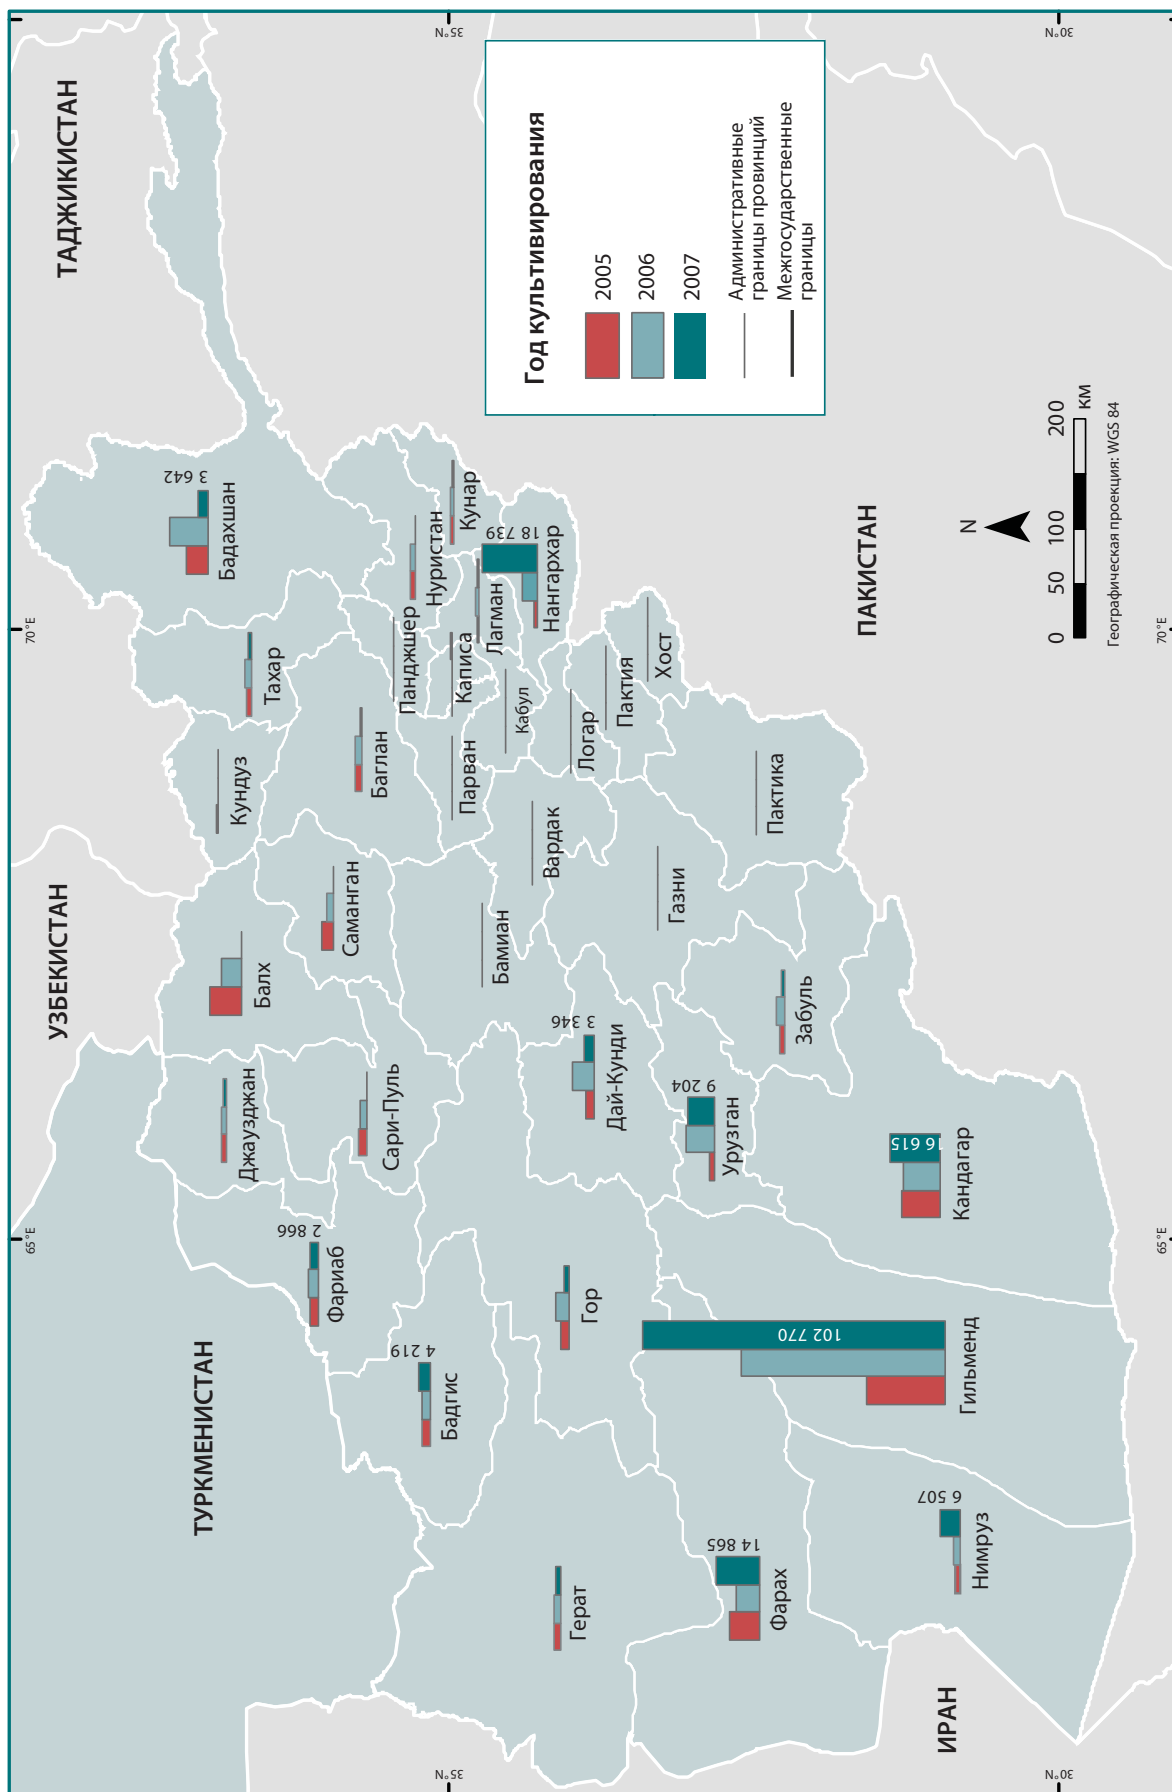 ТАДЖИКИСТАН
УЗБЕКИСТАН
ТУРКМЕНИСТАН
ИРАН
ПАКИСТАН
3 642
Бадахшан
Тахар
Кундуз
Балх
Джаузджан
Саманган
Баглан
Сари-Пуль
2 866
Фариаб
4 219
Бадгис
Нуристан
Кунар
Панджшер
Каписа
Лагман
18 739
Нангархар
Парван
Кабул
Логар
Вардак
Бамиан
Пактия
Хост
Пактика
Газни
3 346
Дай-Кунди
Гор
Герат
9 204
Урузган
Забуль
14 865
Фарах
16 615
Кандагар
102 770
Гильменд
6 507
Нимруз
Год культивирования
2005
2006
2007
Административные
границы провинций
Межгосударственные
границы
N
0 50 100 200
км
Географическая проекция: WGS 84
65°E
70°E
65°E
70°E
35°N
30°N
35°N
30°N